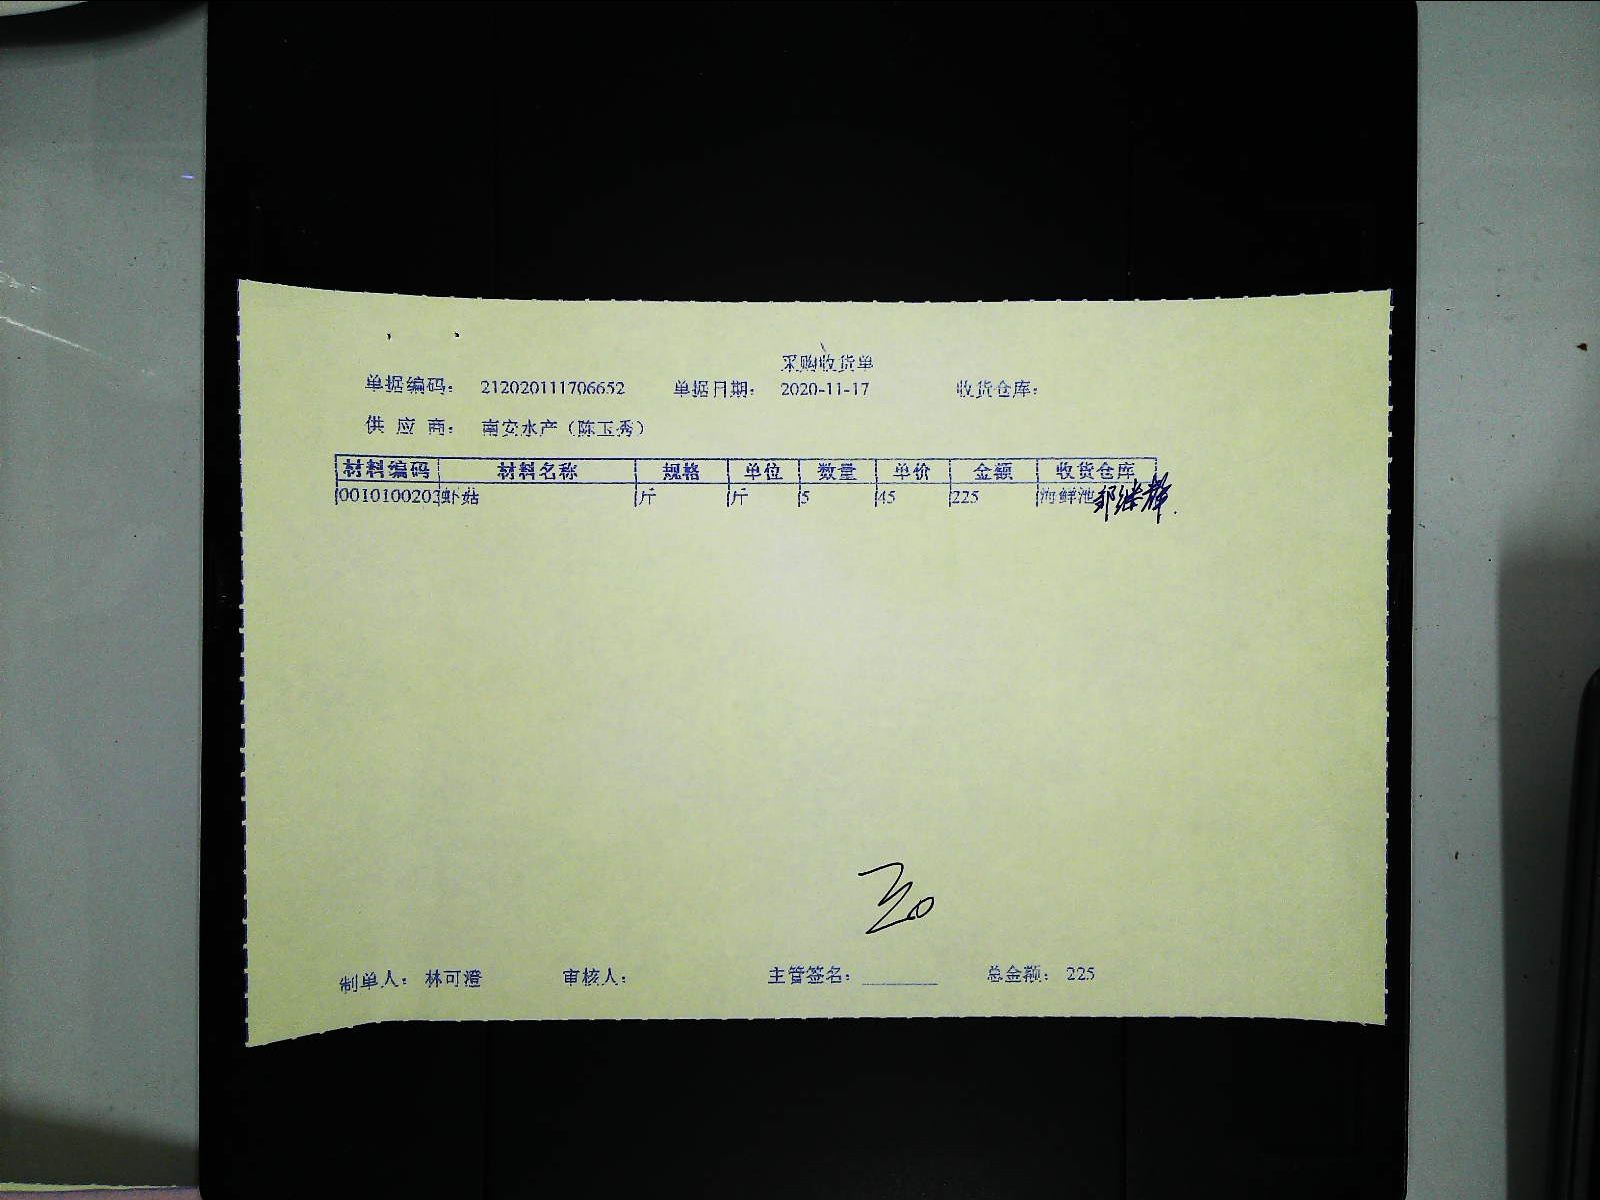 采购收货单
单据编码： 212020111706652 单据日期： 2020-11-17 收货仓库：
供 应 商： 南安水产（陈玉秀）
材料编码 材料名称 规格 单位 数量 单价 金额 收货仓库
0010100203 虾菇 斤 斤 5 45 225 海鲜池
制单人： 林可澄 审核人： 主管签名： 总金额： 225